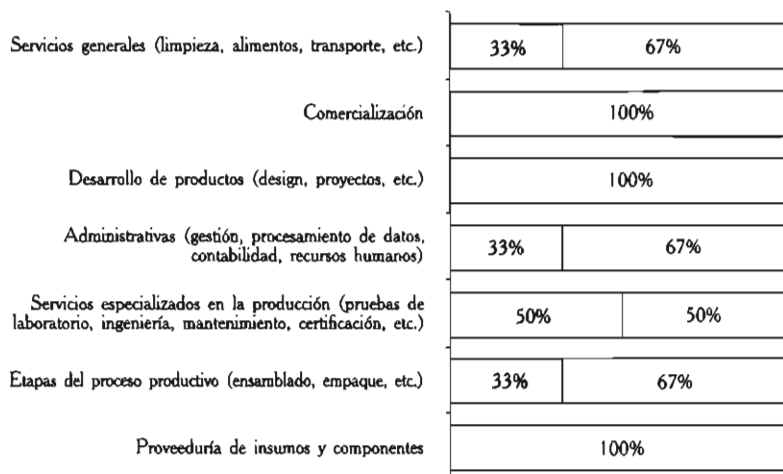 Servicios generales (limpieza, alimentos, transporte, etc.) 33% 67%
Comercialización 100%
Desarrollo de productos (design, proyectos, etc.) 100%
Administrativas (gestión, procesamiento de datos,
contabilidad, recursos humanos) 33% 67%
Servicios especializados en la producción (pruebas de
laboratorio, ingeniería, mantenimiento, certificación, etc.) 50% 50%
Etapas del proceso productivo (ensamblado, empaque, etc.) 33% 67%
Proveeduría de insumos y componentes 100%